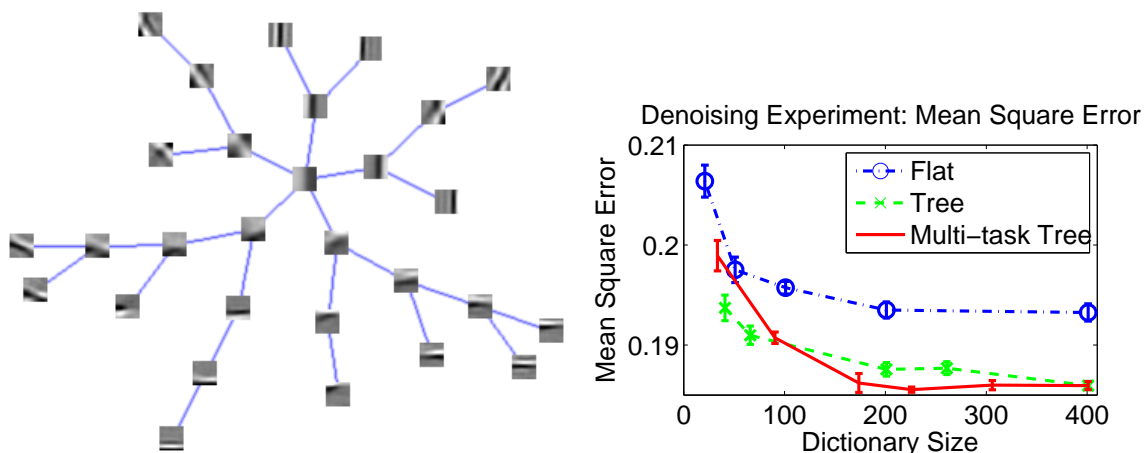 Denoising Experiment: Mean Square Error
Mean Square Error
0.21
0.2
0.19
Flat
Tree
Multi−task Tree
0 100 200 300 400
Dictionary Size